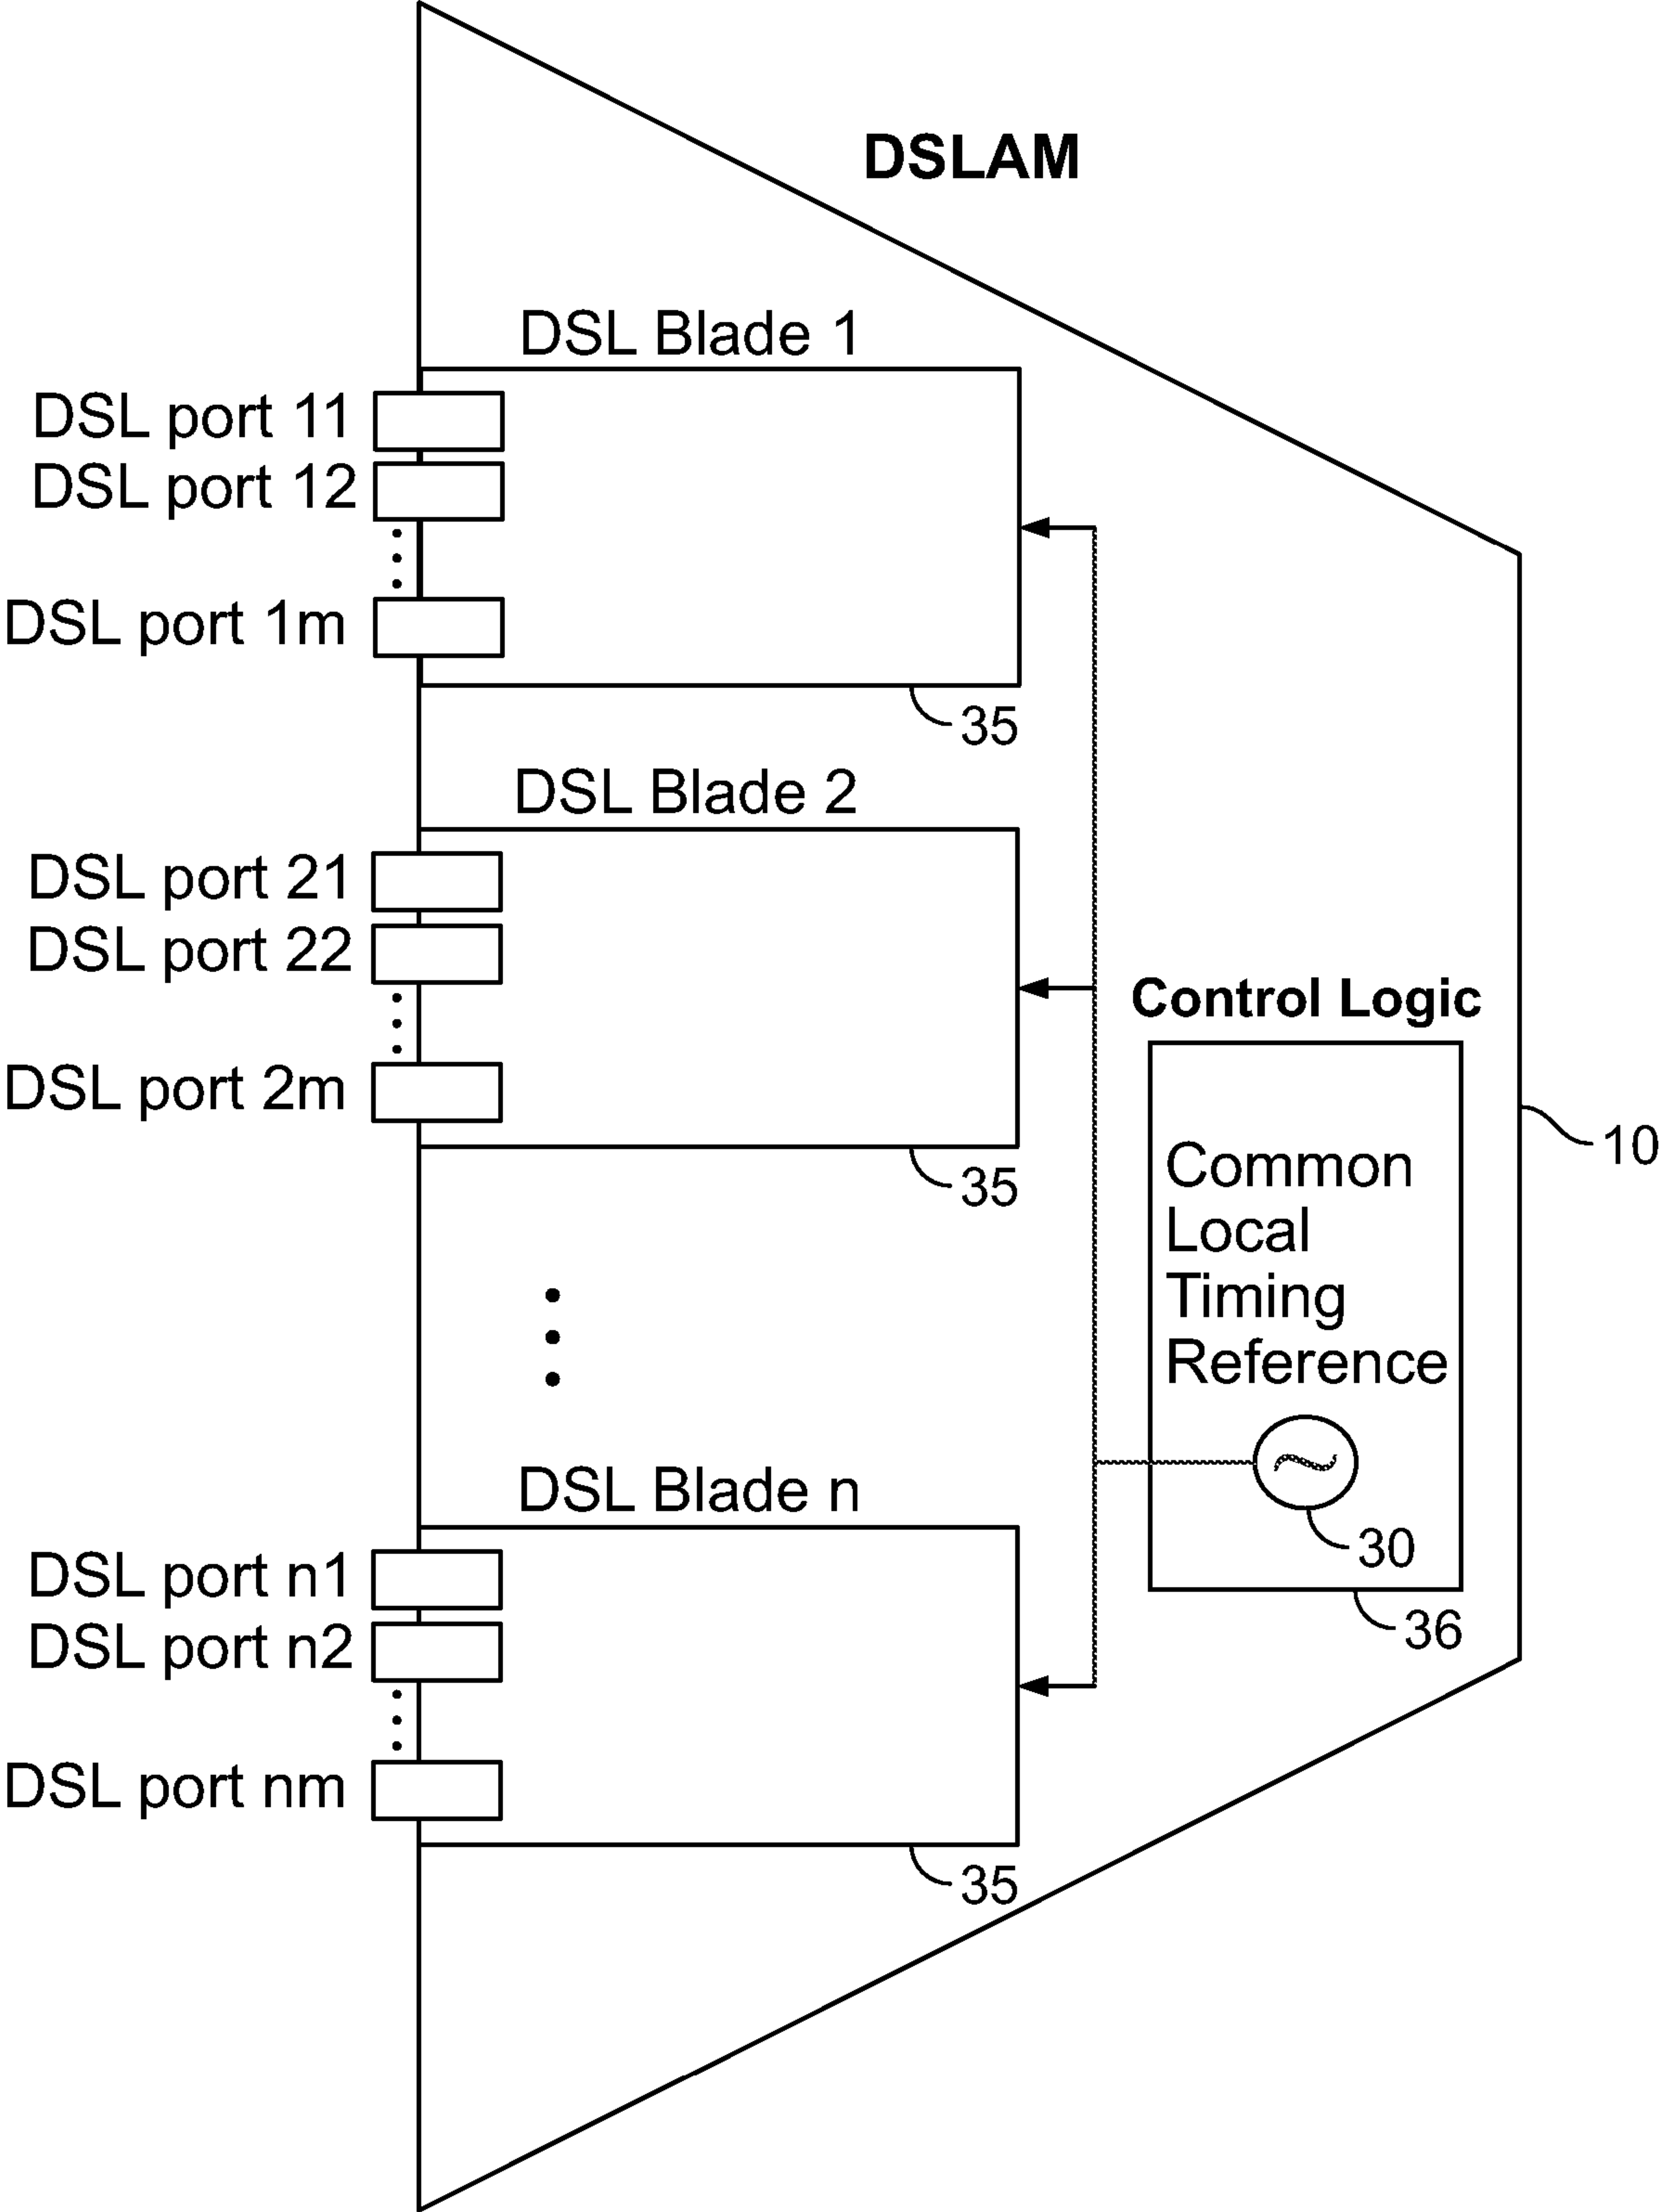 DSLAM
DSL Blade 1
DSL port 11
DSL port 12
DSL port 1m
35
DSL Blade 2
DSL port 21
DSL port 22
DSL port 2m
35
Control Logic
Common
Local
Timing
Reference
30
36
10
DSL Blade n
DSL port n1
DSL port n2
DSL port nm
35